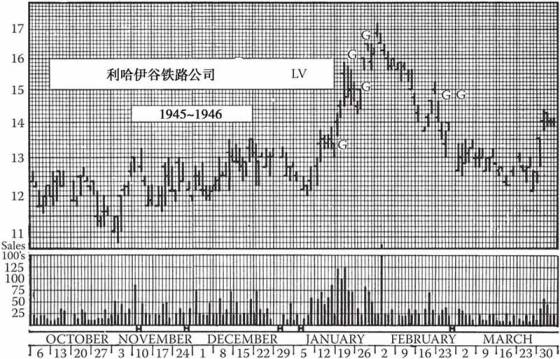 17
16
利哈伊谷铁路公司 LV
15
1945~1946
14
13
12
11
G G G G G G
Sales
100's
125
100
75
50
25
OCTOBER NOVEMBER DECEMBER JANUARY FEBRUARY MARCH
6 13 20 27 3 10 17 24 1 8 15 22 29 5 12 19 26 2 9 16 23 2 9 16 23 30